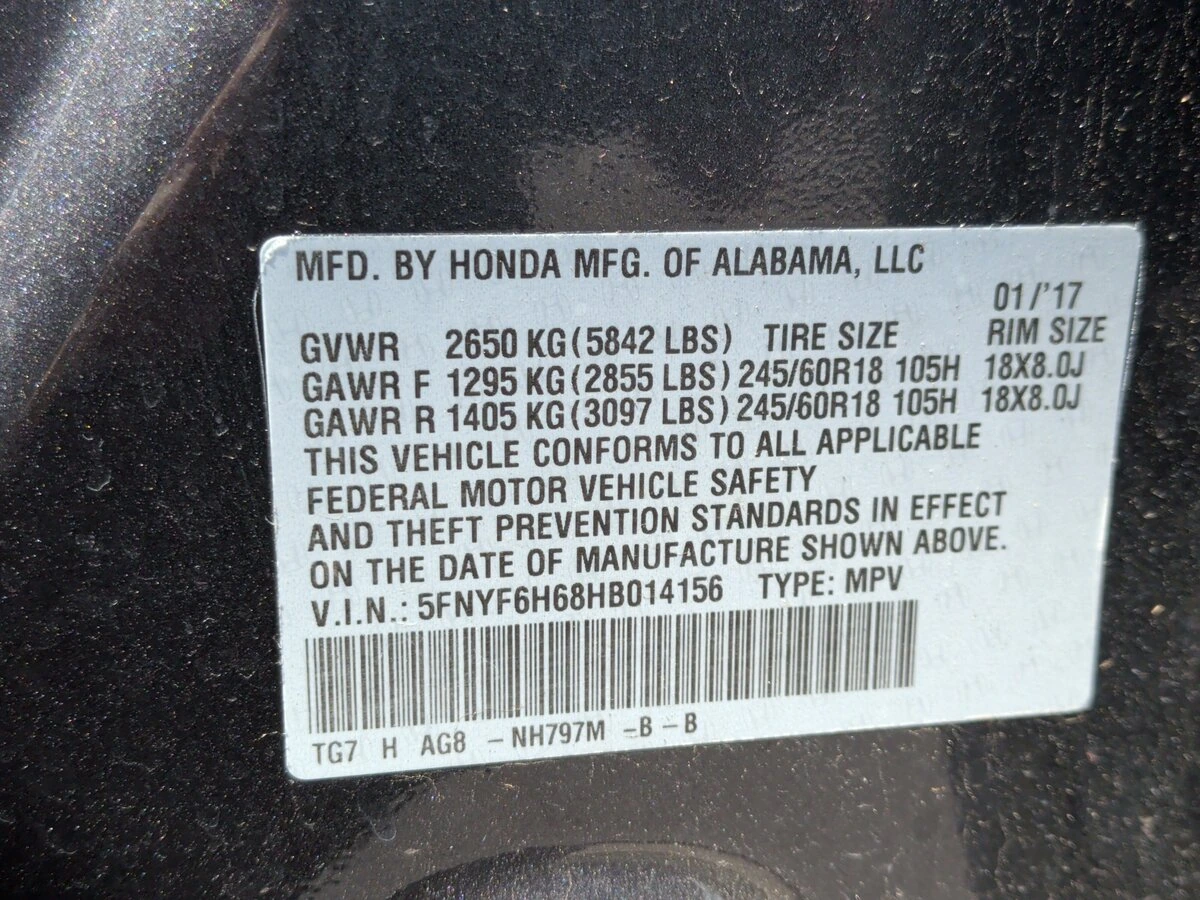 MFD. BY HONDA MFG. OF ALABAMA, LLC
01/'17
GVWR 2650 KG (5842 LBS) TIRE SIZE RIM SIZE
GAWR F 1295 KG (2855 LBS) 245/60R18 105H 18X8.0J
GAWR R 1405 KG (3097 LBS) 245/60R18 105H 18X8.0J
THIS VEHICLE CONFORMS TO ALL APPLICABLE
FEDERAL MOTOR VEHICLE SAFETY
AND THEFT PREVENTION STANDARDS IN EFFECT
ON THE DATE OF MANUFACTURE SHOWN ABOVE.
V.I.N.: 5FNYF6H68HB014156 TYPE: MPV
TG7 H AG8 -NH797M -B -B